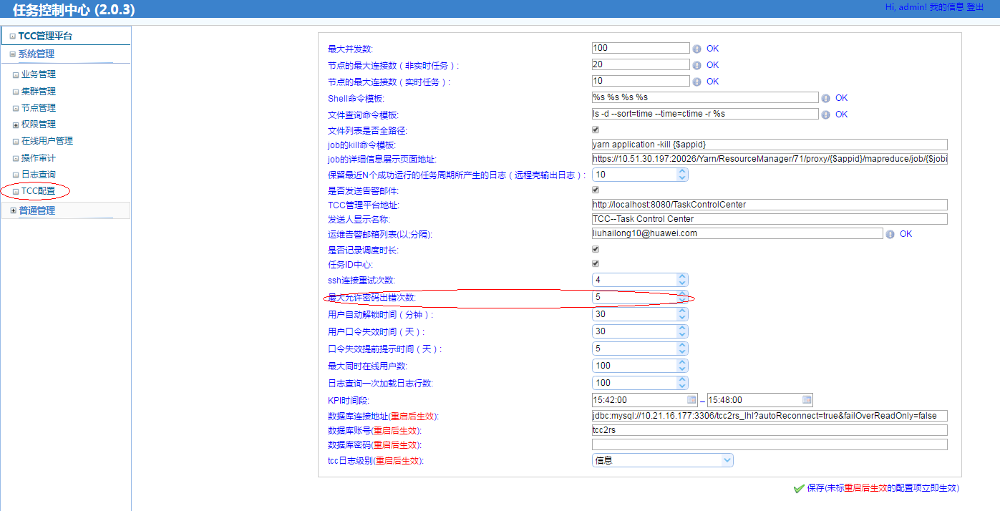 任务控制中心 (2.0.3)
Hi, admin! 我的信息 登出
TCC管理平台
系统管理
业务管理
集群管理
节点管理
权限管理
在线用户管理
操作审计
日志查询
TCC配置
普通管理
最大并发数: 100 OK
节点的最大连接数（非实时任务）: 20 OK
节点的最大连接数（实时任务）: 10 OK
Shell命令模板: %s %s %s %s OK
文件查询命令模板: ls -d --sort=time --time=ctime -r %s OK
文件列表是否全路径:
job的kill命令模板: yarn application -kill {$appid}
job的详细信息展示页面地址: https://10.51.30.197:20026/Yarn/ResourceManager/71/proxy/{$appid}/mapreduce/job/{$jobi
保留最近N个成功运行的任务周期所产生的日志（远程壳输出日志）: 10
是否发送告警邮件:
TCC管理平台地址: http://localhost:8080/TaskControlCenter
发送人显示名称: TCC--Task Control Center
运维告警邮箱列表(以;分隔): liuhailong10@huawei.com OK
是否记录调度时长:
任务ID中心:
ssh连接重试次数: 4
最大允许密码出错次数: 5
用户自动解锁时间（分钟）: 30
用户口令失效时间（天）: 30
口令失效提前提示时间（天）: 5
最大同时在线用户数: 100
日志查询一次加载日志行数: 100
KPI时间段: 15:42:00 – 15:48:00
数据库连接地址(重启后生效): jdbc:mysql://10.21.16.177:3306/tcc2rs_lhl?autoReconnect=true&failOverReadOnly=false
数据库账号(重启后生效): tcc2rs
数据库密码(重启后生效):
tcc日志级别(重启后生效): 信息
保存(未标重启后生效的配置项立即生效)